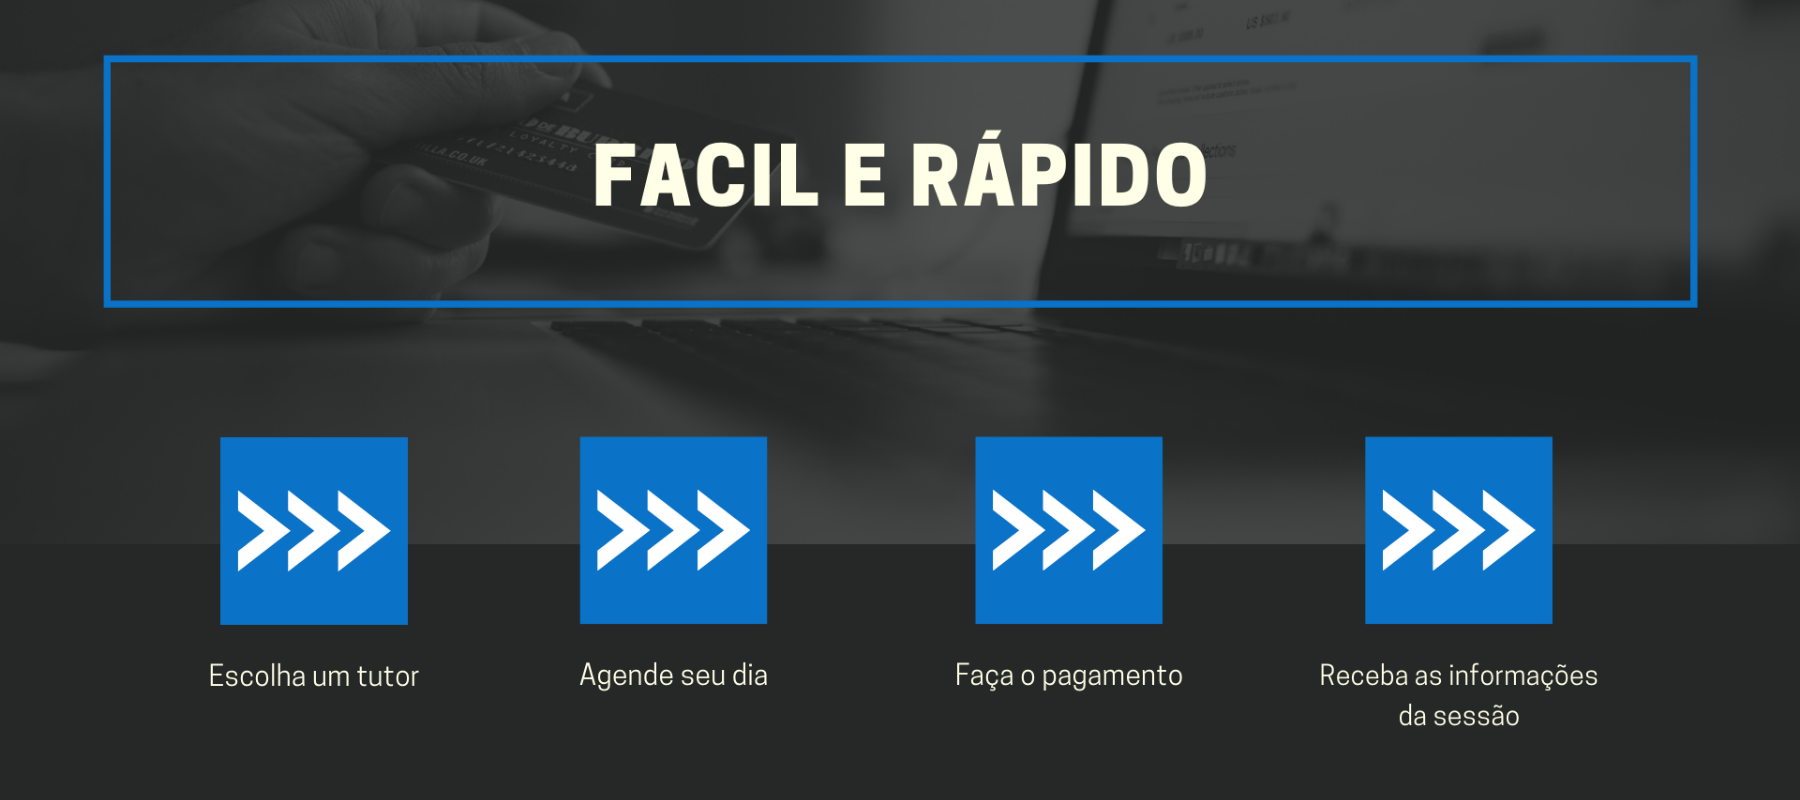 FACIL E RÁPIDO
Escolha um tutor
Agende seu dia
Faça o pagamento
Receba as informações
da sessão